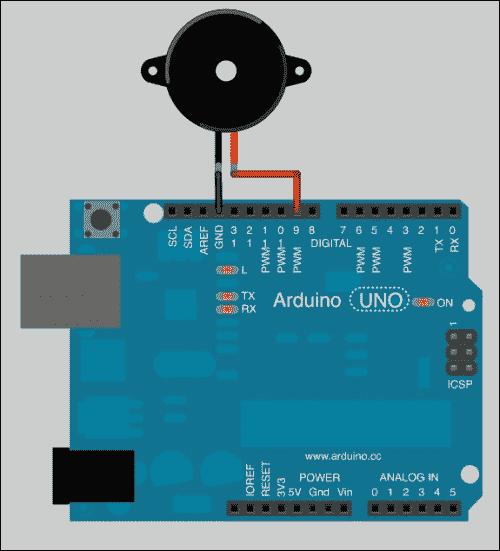 SCL
SDA
AREF
GND
13
12
PWM 11
PWM 10
PWM 9
8
DIGITAL
7
PWM 6
PWM 5
4
PWM 3
2
TX 1
RX 0
L
TX
RX
Arduino UNO
ON
1
ICSP
www.arduino.cc
IOREF
RESET
3V3
POWER
5V Gnd Vin
ANALOG IN
0 1 2 3 4 5